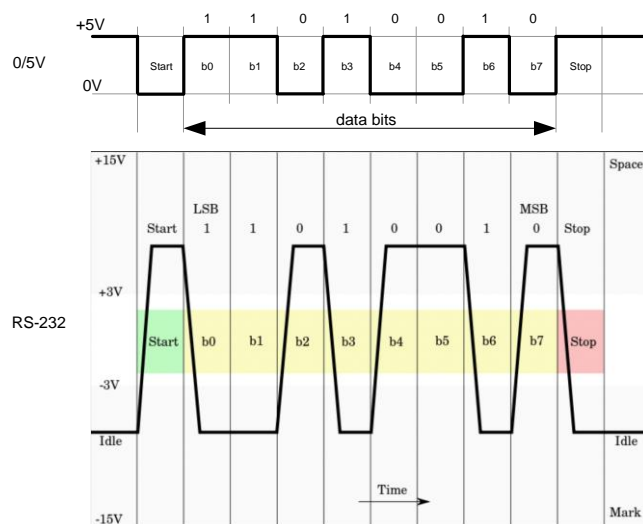 +5V 1 1 0 1 0 0 1 0
0/5V Start b0 b1 b2 b3 b4 b5 b6 b7 Stop
0V
data bits
+15V Space
LSB MSB
Start 1 1 0 1 0 0 1 0 Stop
+3V
RS-232 Start b0 b1 b2 b3 b4 b5 b6 b7 Stop
-3V
Idle Idle
Time
-15V Mark